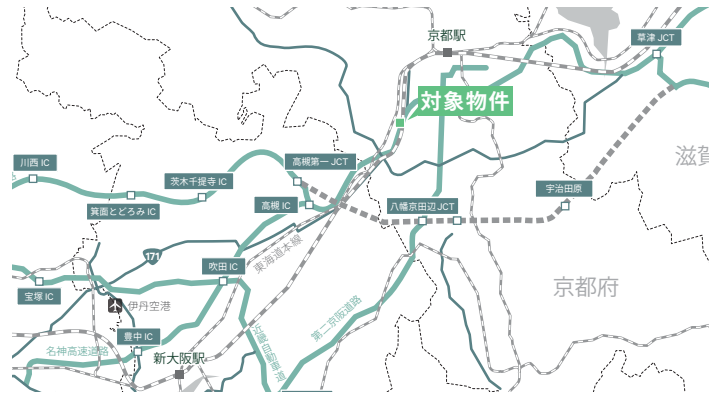 京都駅
草津 JCT
対象物件
滋賀
川西 IC
茨木千提寺 IC
高槻第一 JCT
箕面とどろみ IC
高槻 IC
八幡京田辺 JCT
宇治田原
171
東海道本線
吹田 IC
京都府
宝塚 IC
伊丹空港
第二京阪道路
近畿自動車道
豊中 IC
名神高速道路
新大阪駅